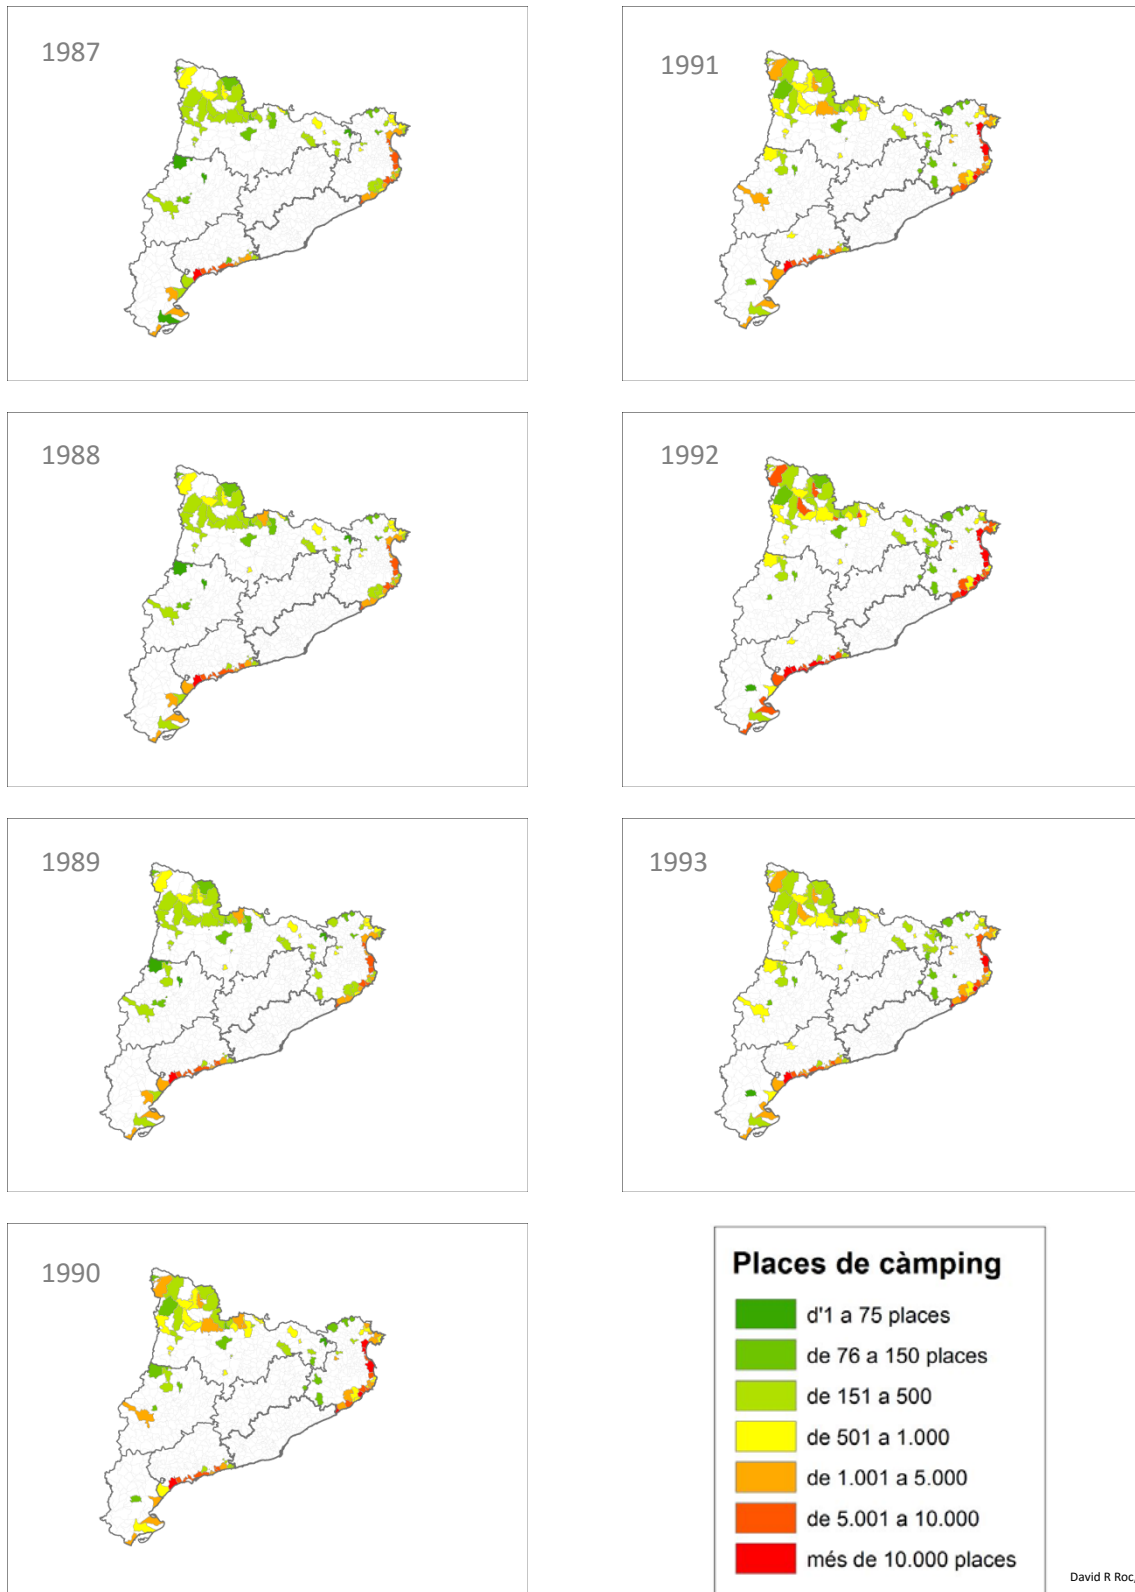 1987
1991
1988
1992
1989
1993
1990
Places de càmping
d'1 a 75 places
de 76 a 150 places
de 151 a 500
de 501 a 1.000
de 1.001 a 5.000
de 5.001 a 10.000
més de 10.000 places
David R Roc,